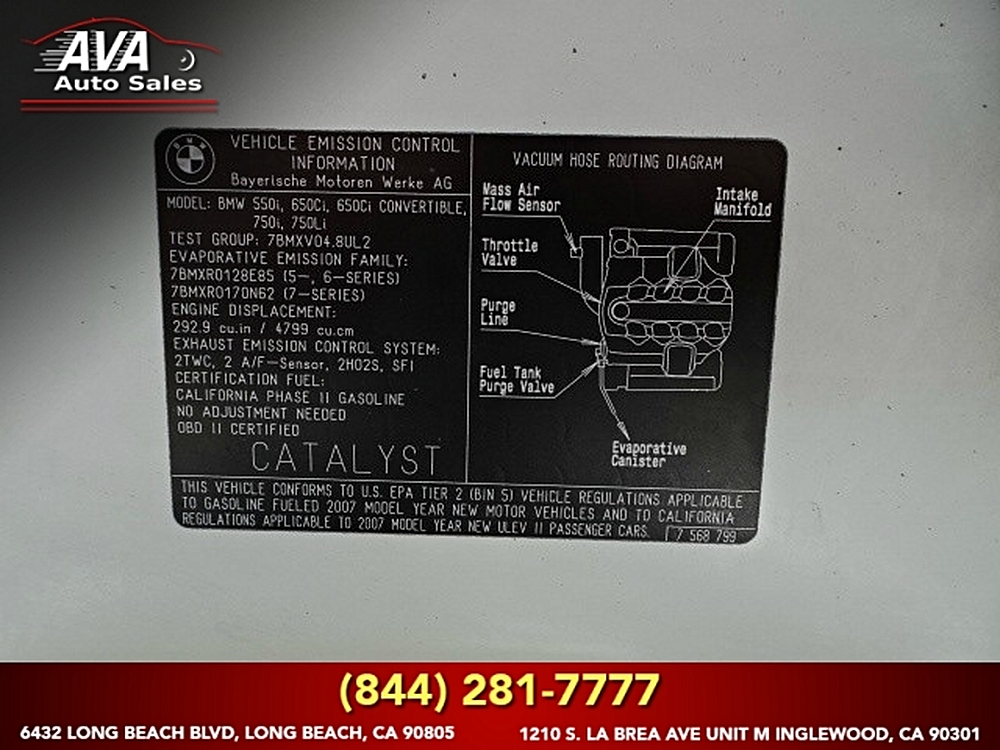 AVA
Auto Sales
BMW
VEHICLE EMISSION CONTROL
INFORMATION
Bayerische Motoren Werke AG
MODEL: BMW 550i, 650Ci, 650Ci CONVERTIBLE,
750i, 750Li
TEST GROUP: 7BMXV04.8UL2
EVAPORATIVE EMISSION FAMILY:
7BMXR0128E85 (5-, 6-SERIES)
7BMXR0170N62 (7-SERIES)
ENGINE DISPLACEMENT:
292.9 cu.in / 4799 cu.cm
EXHAUST EMISSION CONTROL SYSTEM:
2TWC, 2 A/F-Sensor, 2HO2S, SFI
CERTIFICATION FUEL:
CALIFORNIA PHASE II GASOLINE
NO ADJUSTMENT NEEDED
OBD II CERTIFIED
CATALYST
VACUUM HOSE ROUTING DIAGRAM
Mass Air
Flow Sensor
Intake
Manifold
Throttle
Valve
Purge
Line
Fuel Tank
Purge Valve
Evaporative
Canister
THIS VEHICLE CONFORMS TO U.S. EPA TIER 2 (BIN 5) VEHICLE REGULATIONS APPLICABLE
TO GASOLINE FUELED 2007 MODEL YEAR NEW MOTOR VEHICLES AND TO CALIFORNIA
REGULATIONS APPLICABLE TO 2007 MODEL YEAR NEW ULEV II PASSENGER CARS. 7 568 799
(844) 281-7777
6432 LONG BEACH BLVD, LONG BEACH, CA 90805
1210 S. LA BREA AVE UNIT M INGLEWOOD, CA 90301